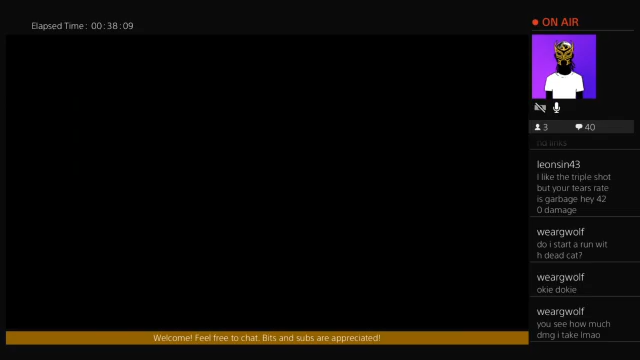 Elapsed Time : 00 : 38 : 09
ON AIR
3
40
no links
leonsin43
I like the triple shot
but your tears rate
is garbage hey 42
0 damage
weargwolf
do i start a run wit
h dead cat?
weargwolf
okie dokie
weargwolf
you see how much
dmg i take lmao
Welcome! Feel free to chat. Bits and subs are appreciated!